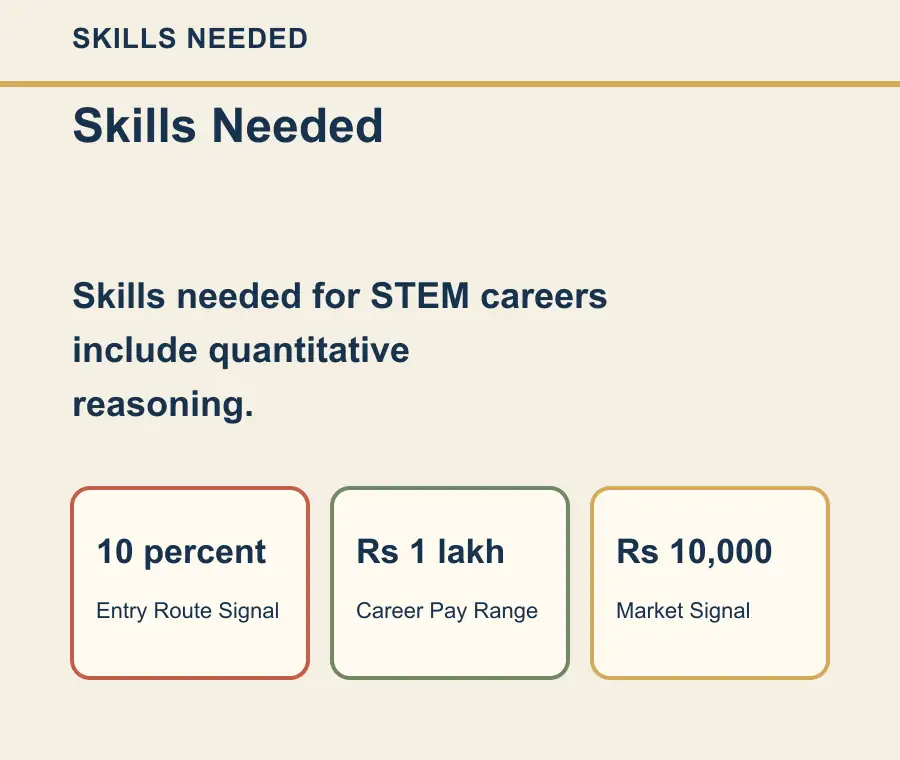 SKILLS NEEDED
Skills Needed
Skills needed for STEM careers
include quantitative
reasoning.
10 percent
Entry Route Signal
Rs 1 lakh
Career Pay Range
Rs 10,000
Market Signal